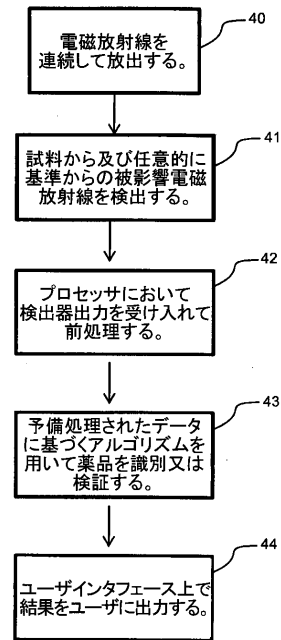 電磁放射線を
連続して放出する。
40
試料から及び任意的に
基準からの被影響電磁
放射線を検出する。
41
プロセッサにおいて
検出器出力を受け入れて
前処理する。
42
予備処理されたデータ
に基づくアルゴリズムを
用いて薬品を識別又は
検証する。
43
ユーザインタフェース上で
結果をユーザに出力する。
44